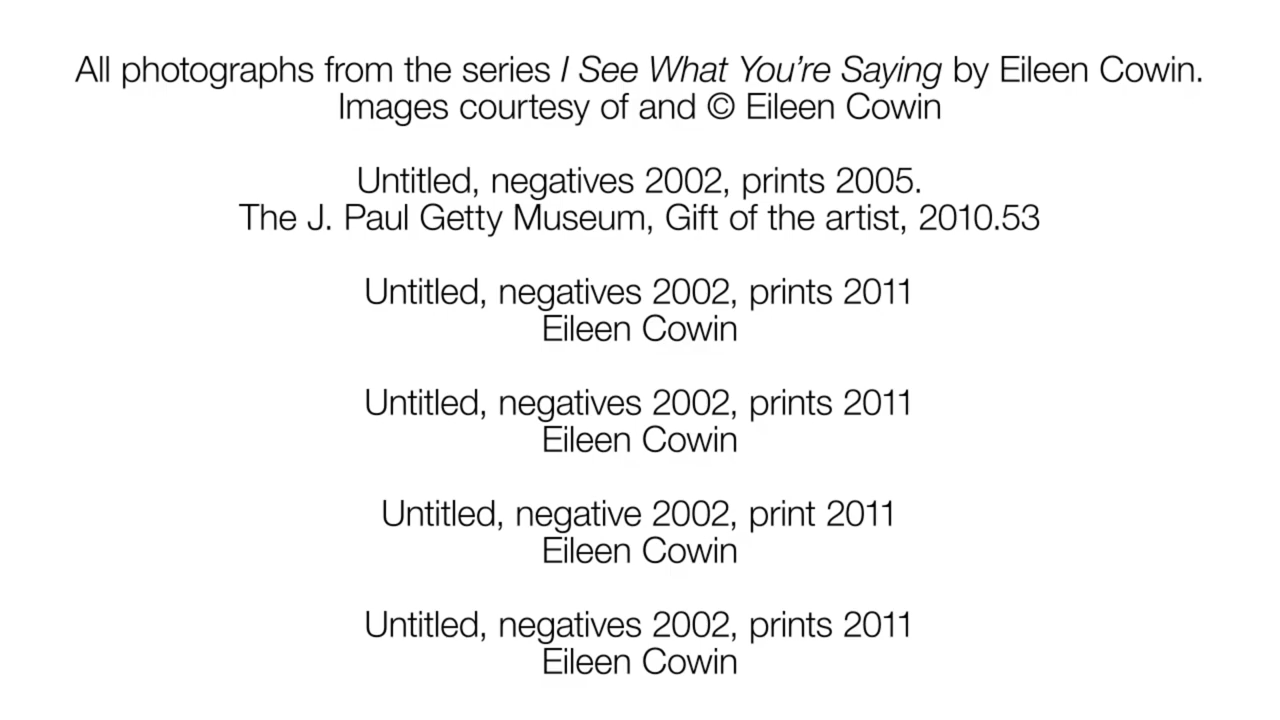 All photographs from the series I See What You're Saying by Eileen Cowin.
Images courtesy of and © Eileen Cowin
Untitled, negatives 2002, prints 2005.
The J. Paul Getty Museum, Gift of the artist, 2010.53
Untitled, negatives 2002, prints 2011
Eileen Cowin
Untitled, negatives 2002, prints 2011
Eileen Cowin
Untitled, negative 2002, print 2011
Eileen Cowin
Untitled, negatives 2002, prints 2011
Eileen Cowin